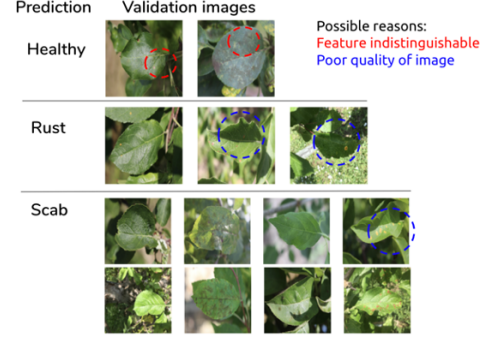 Prediction Validation images
Possible reasons:
Feature indistinguishable
Poor quality of image
Healthy
Rust
Scab